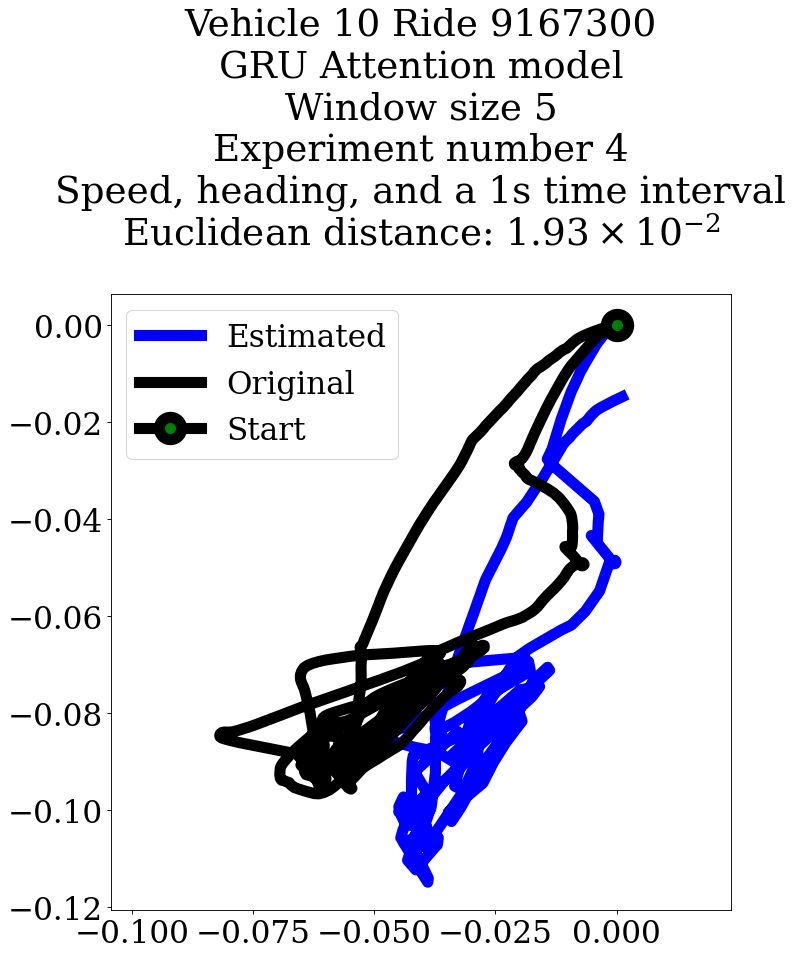 Vehicle 10 Ride 9167300
GRU Attention model
Window size 5
Experiment number 4
Speed, heading, and a 1s time interval
Euclidean distance: 1.93 × 10⁻²
Estimated
Original
Start
0.00
−0.02
−0.04
−0.06
−0.08
−0.10
−0.12
−0.100 −0.075 −0.050 −0.025 0.000